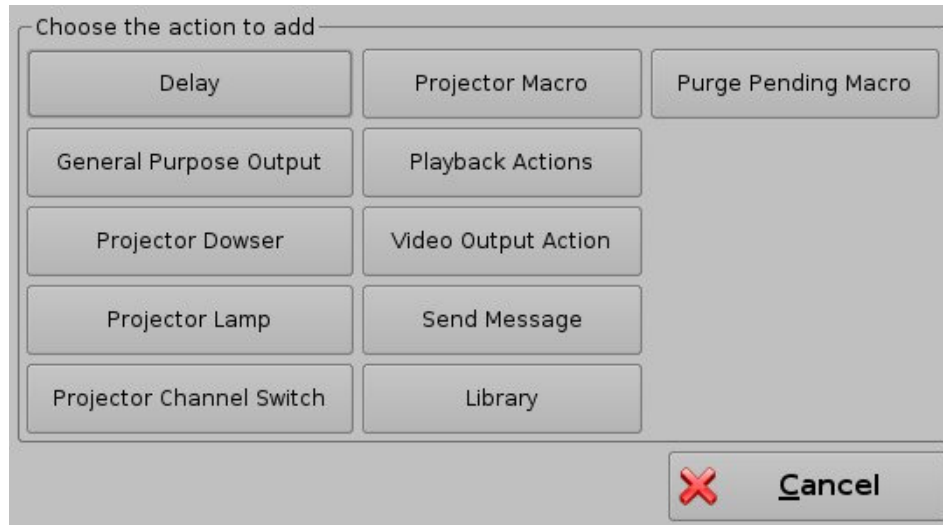 Choose the action to add
Delay
Projector Macro
Purge Pending Macro
General Purpose Output
Playback Actions
Projector Dowser
Video Output Action
Projector Lamp
Send Message
Projector Channel Switch
Library
Cancel